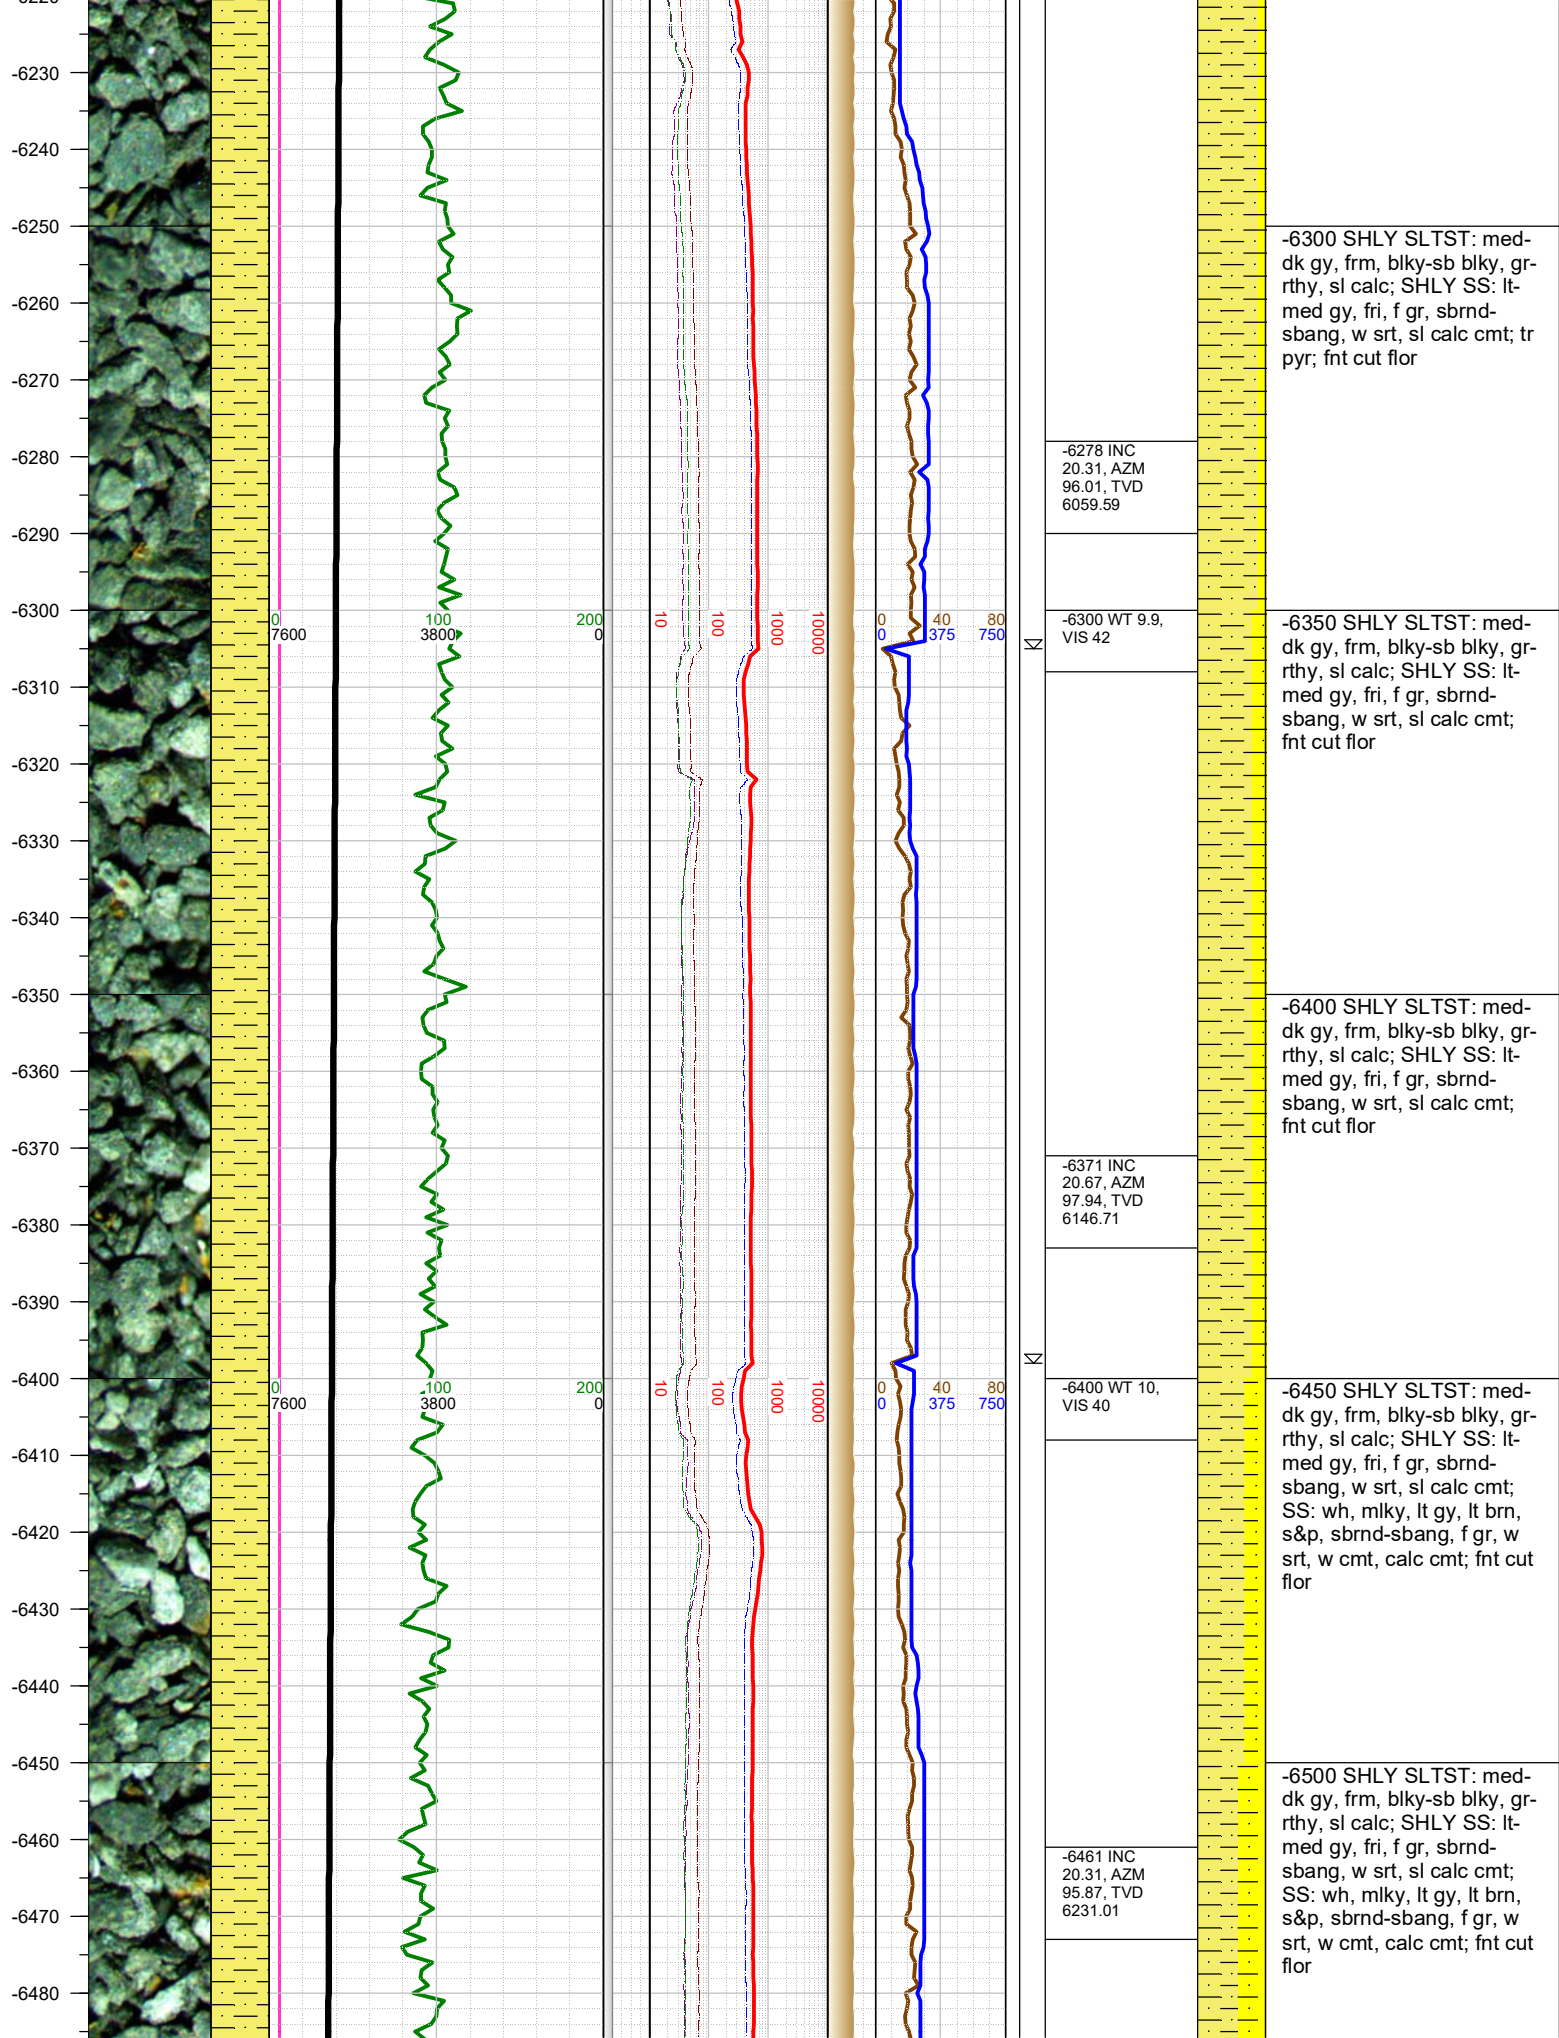 -6220
-6230
-6240
-6250
-6260
-6270
-6280
-6290
-6300
-6310
-6320
-6330
-6340
-6350
-6360
-6370
-6380
-6390
-6400
-6410
-6420
-6430
-6440
-6450
-6460
-6470
-6480
0 100 200
7600 3800 0
10 100 1000 10000
0 40 80
0 375 750
0 100 200
7600 3800 0
10 100 1000 10000
0 40 80
0 375 750
-6278 INC
20.31, AZM
96.01, TVD
6059.59
-6300 WT 9.9,
VIS 42
-6371 INC
20.67, AZM
97.94, TVD
6146.71
-6400 WT 10,
VIS 40
-6461 INC
20.31, AZM
95.87, TVD
6231.01
-6300 SHLY SLTST: med-
dk gy, frm, blky-sb blky, gr-
rthy, sl calc; SHLY SS: lt-
med gy, fri, f gr, sbrnd-
sbang, w srt, sl calc cmt; tr
pyr; fnt cut flor
-6350 SHLY SLTST: med-
dk gy, frm, blky-sb blky, gr-
rthy, sl calc; SHLY SS: lt-
med gy, fri, f gr, sbrnd-
sbang, w srt, sl calc cmt;
fnt cut flor
-6400 SHLY SLTST: med-
dk gy, frm, blky-sb blky, gr-
rthy, sl calc; SHLY SS: lt-
med gy, fri, f gr, sbrnd-
sbang, w srt, sl calc cmt;
fnt cut flor
-6450 SHLY SLTST: med-
dk gy, frm, blky-sb blky, gr-
rthy, sl calc; SHLY SS: lt-
med gy, fri, f gr, sbrnd-
sbang, w srt, sl calc cmt;
SS: wh, mlky, lt gy, lt brn,
s&p, sbrnd-sbang, f gr, w
srt, w cmt, calc cmt; fnt cut
flor
-6500 SHLY SLTST: med-
dk gy, frm, blky-sb blky, gr-
rthy, sl calc; SHLY SS: lt-
med gy, fri, f gr, sbrnd-
sbang, w srt, sl calc cmt;
SS: wh, mlky, lt gy, lt brn,
s&p, sbrnd-sbang, f gr, w
srt, w cmt, calc cmt; fnt cut
flor